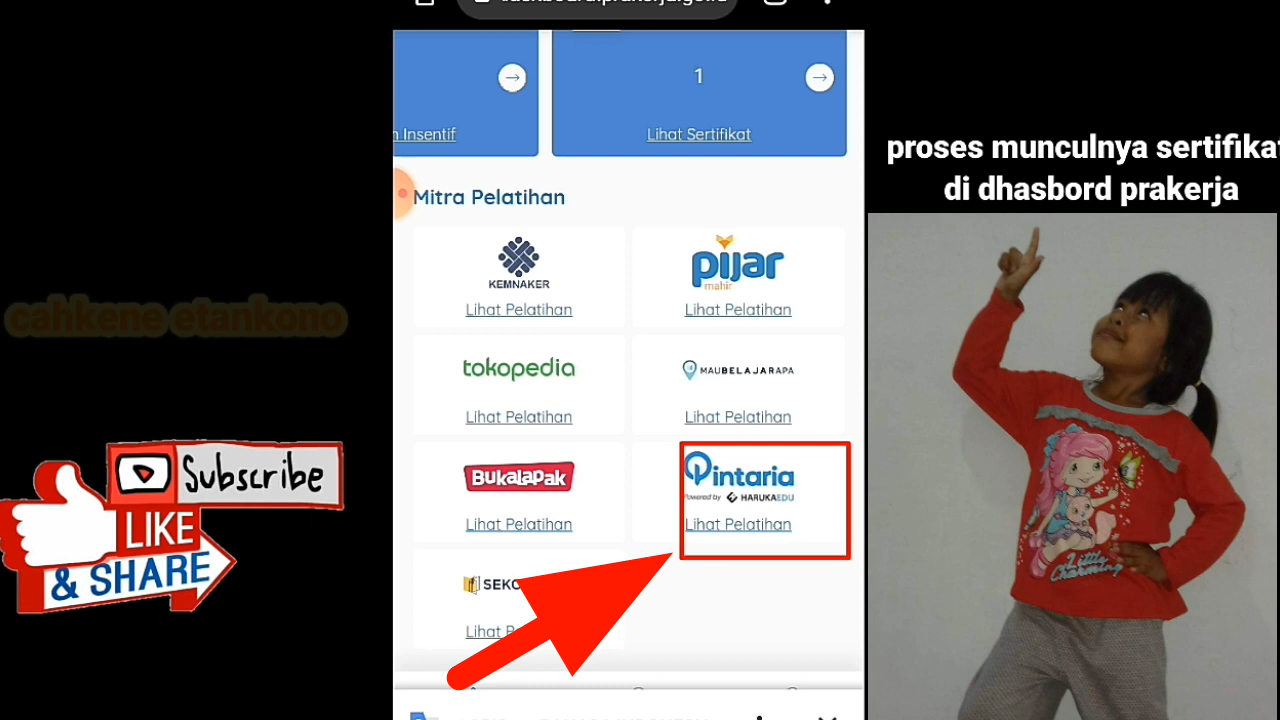 1
n Insentif
Lihat Sertifikat
Mitra Pelatihan
KEMNAKER
Lihat Pelatihan
pijar
mahir
Lihat Pelatihan
tokopedia
Lihat Pelatihan
MAUBELAJARAPA
Lihat Pelatihan
BukalapaK
Lihat Pelatihan
Pintaria
Powered by HARUKAEDU
Lihat Pelatihan
SEKO
Lihat P
cahkene etankono
Subscribe
LIKE
& SHARE
proses munculnya sertifikat
di dhasbord prakerja
Little
Charming